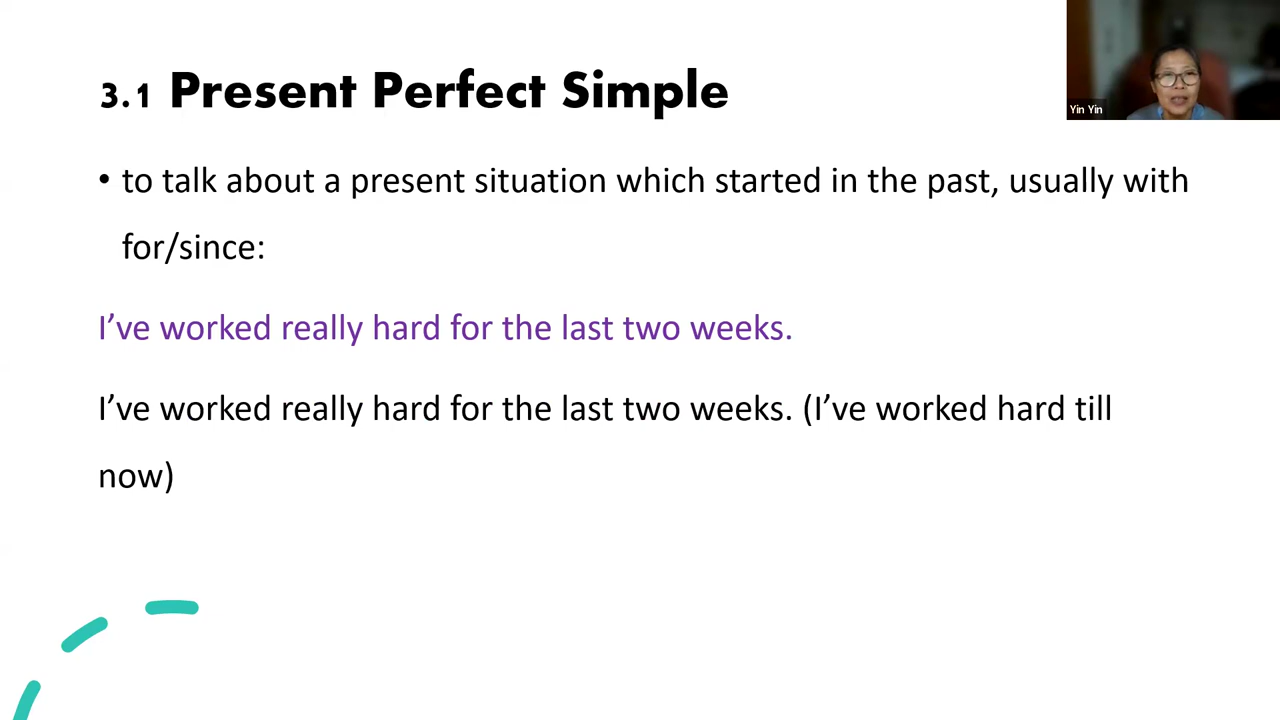 3.1 Present Perfect Simple
Yin Yin
• to talk about a present situation which started in the past, usually with
for/since:
I’ve worked really hard for the last two weeks.
I’ve worked really hard for the last two weeks. (I’ve worked hard till
now)